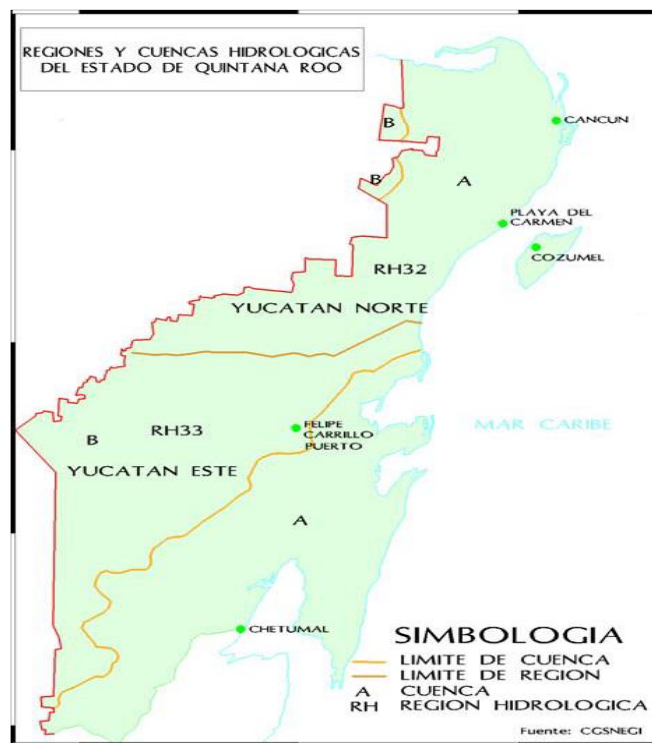 REGIONES Y CUENCAS HIDROLOGICAS
DEL ESTADO DE QUINTANA ROO
B
CANCUN
B
A
PLAYA DEL
CARMEN
COZUMEL
RH32
YUCATAN NORTE
MAR CARIBE
FELIPE
CARRILLO
PUERTO
RH33
B
YUCATAN ESTE
A
CHETUMAL
SIMBOLOGIA
LIMITE DE CUENCA
LIMITE DE REGION
A CUENCA
RH REGION HIDROLOGICA
Fuente: CGSNEGI